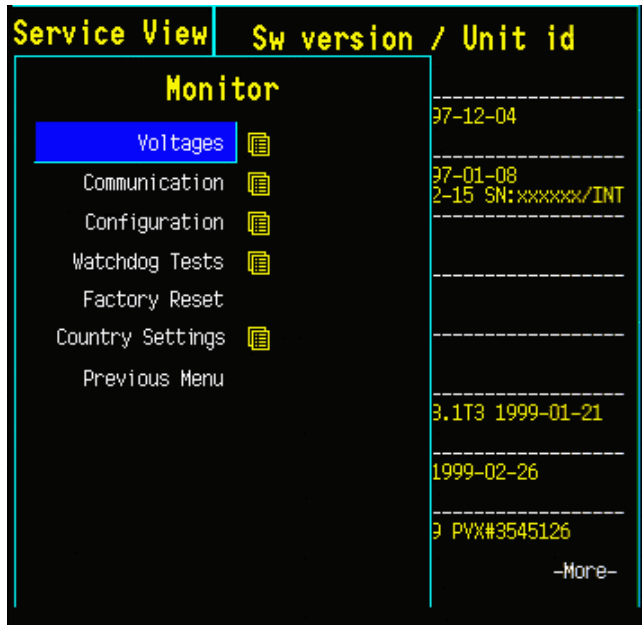 Service View
Sw version / Unit id
Monitor
Voltages
Communication
Configuration
Watchdog Tests
Factory Reset
Country Settings
Previous Menu
97-12-04
97-01-08
2-15 SN:xxxxxx/INT
3.1T3 1999-01-21
1999-02-26
9 PVX#3545126
-More-